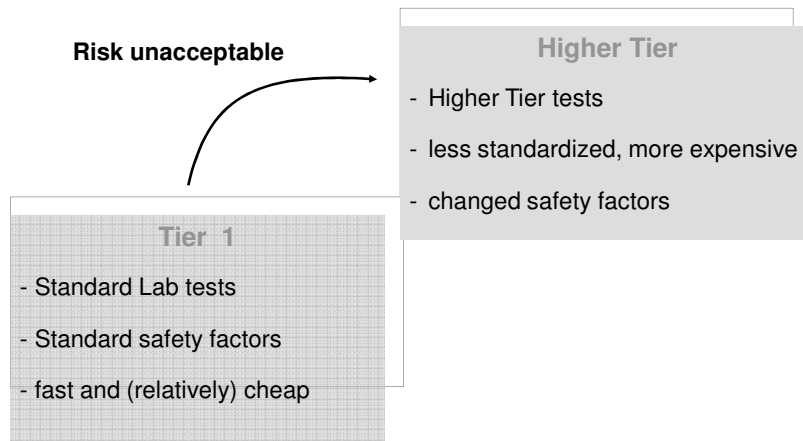 Risk unacceptable
Higher Tier
- Higher Tier tests
- less standardized, more expensive
- changed safety factors
Tier 1
- Standard Lab tests
- Standard safety factors
- fast and (relatively) cheap